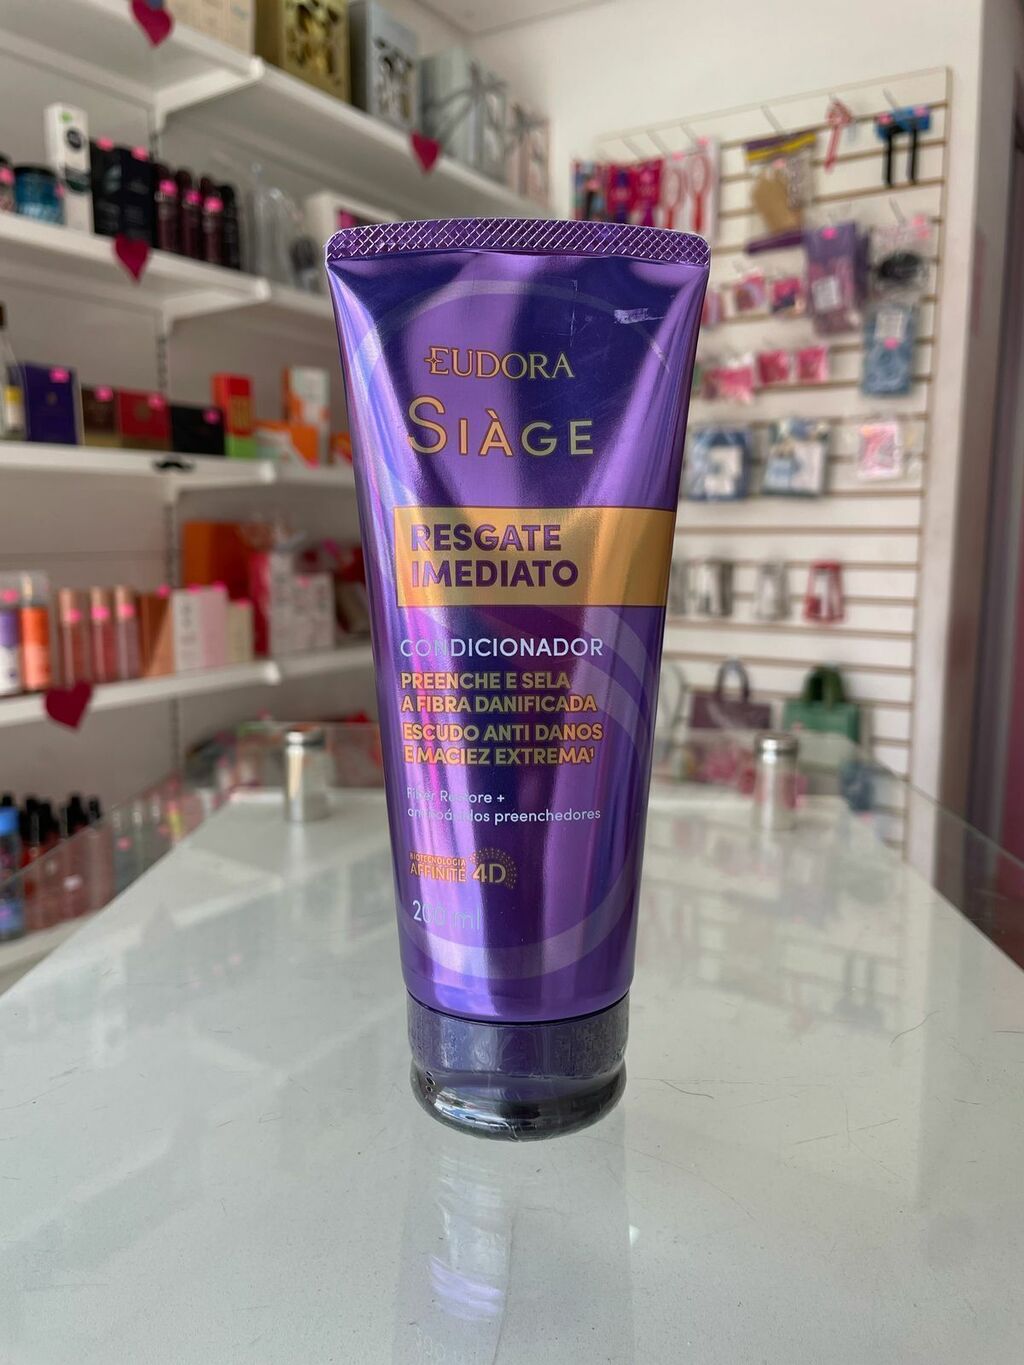 EUDORA
SIÀGE
RESGATE
IMEDIATO
CONDICIONADOR
PREENCHE E SELA
A FIBRA DANIFICADA
ESCUDO ANTI DANOS
E MACIEZ EXTREMA¹
Fiber Restore +
aminoácidos preenchedores
BIOTECNOLOGIA
AFFINITÉ 4D
200 ml